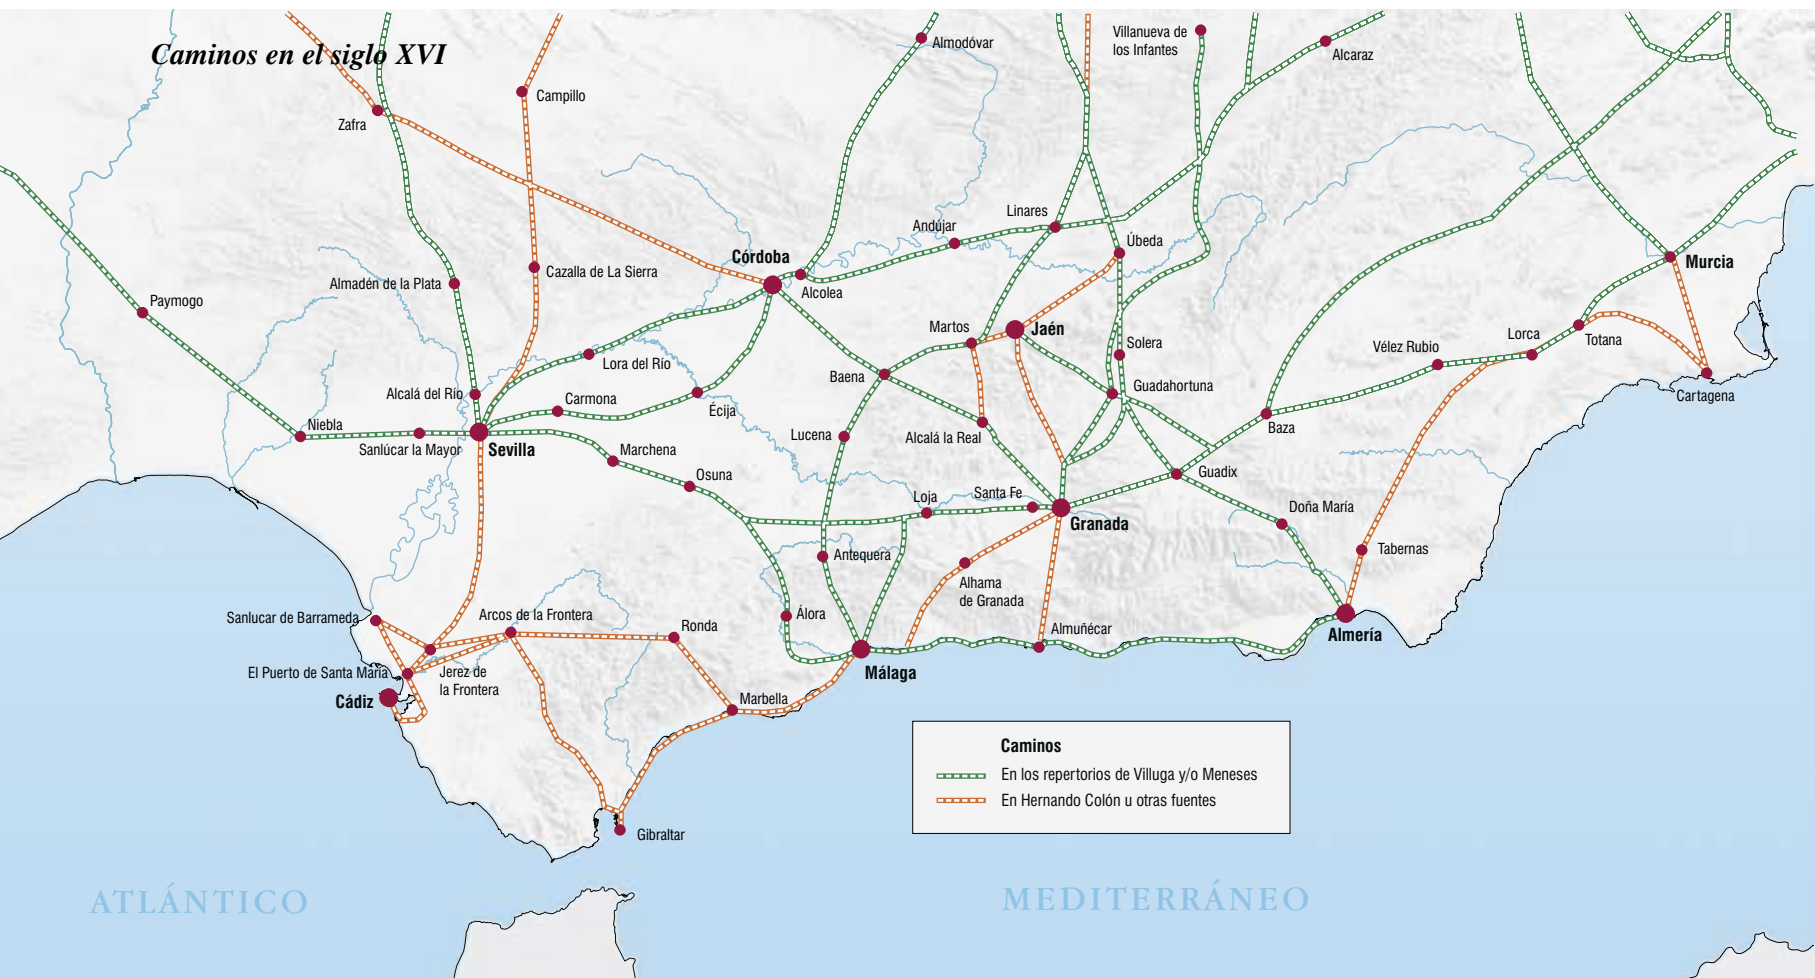 Caminos en el siglo XVI
Almodóvar
Villanueva de
los Infantes
Alcaraz
Campillo
Zafra
Linares
Andújar
Úbeda
Córdoba
Murcia
Cazalla de La Sierra
Almadén de la Plata
Alcolea
Paymogo
Martos
Jaén
Solera
Lorca
Totana
Vélez Rubio
Lora del Río
Baena
Guadahortuna
Alcalá del Río
Carmona
Écija
Cartagena
Niebla
Sanlúcar la Mayor
Sevilla
Marchena
Lucena
Alcalá la Real
Baza
Osuna
Guadix
Loja
Santa Fe
Granada
Doña María
Antequera
Tabernas
Alhama
de Granada
Sanlucar de Barrameda
Arcos de la Frontera
Álora
Ronda
Almuñécar
Almería
El Puerto de Santa María
Jerez de
la Frontera
Málaga
Cádiz
Marbella
Caminos
En los repertorios de Villuga y/o Meneses
En Hernando Colón u otras fuentes
Gibraltar
ATLÁNTICO
MEDITERRÁNEO